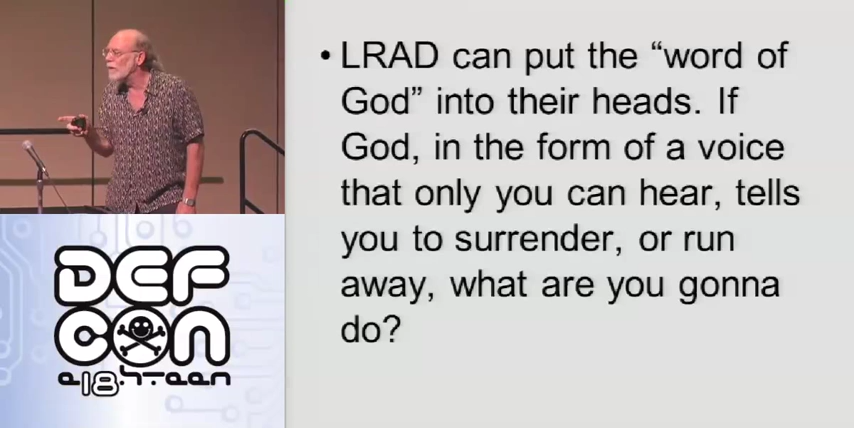 • LRAD can put the “word of
God” into their heads. If
God, in the form of a voice
that only you can hear, tells
you to surrender, or run
away, what are you gonna
do?
DEF
CON
e18hteen